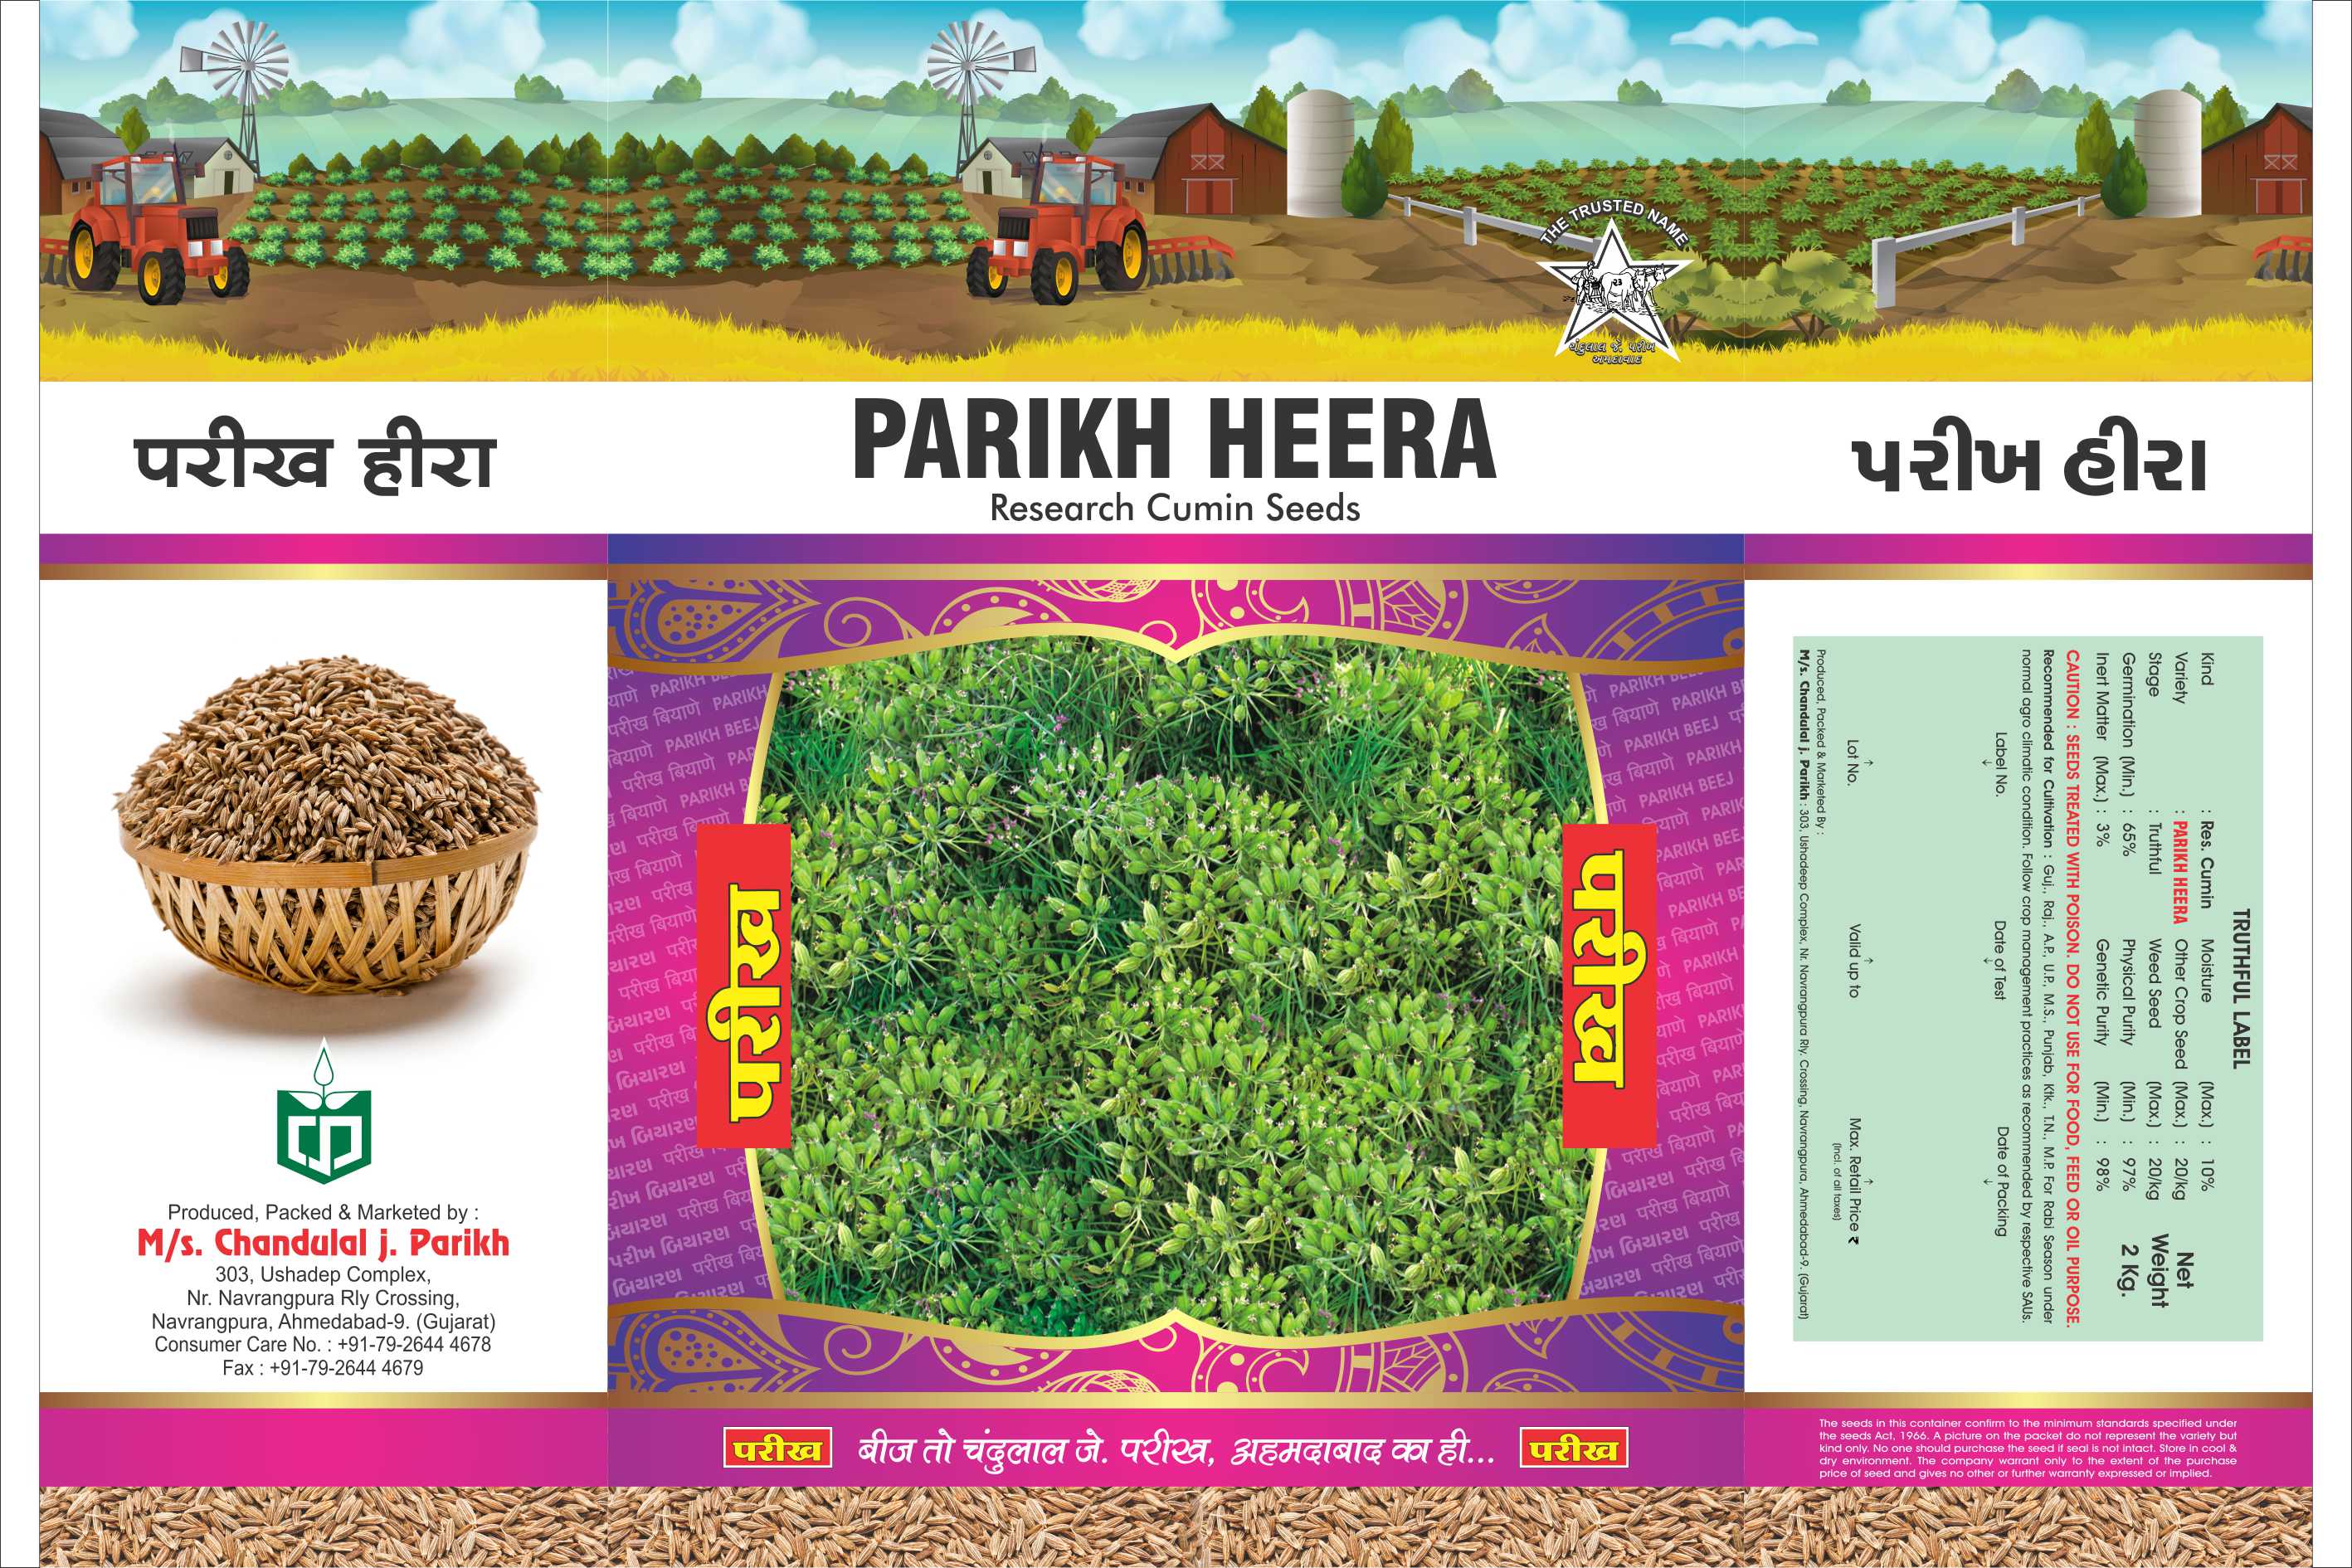 THE TRUSTED NAME
23
ચંદુલાલ જે. પરીખ
અમદાવાદ
परीख हीरा
PARIKH HEERA
Research Cumin Seeds
પરીખ હીરા
परीख
परीख
Produced, Packed & Marketed by :
M/s. Chandulal j. Parikh
303, Ushadep Complex,
Nr. Navrangpura Rly Crossing,
Navrangpura, Ahmedabad-9. (Gujarat)
Consumer Care No. : +91-79-2644 4678
Fax : +91-79-2644 4679
TRUTHFUL LABEL
Kind : Res. Cumin Moisture (Max.) : 10%
Variety : PARIKH HEERA Other Crop Seed (Max.) : 20/kg
Stage : Truthful Weed Seed (Max.) : 20/kg
Germination (Min.) : 65% Physical Purity (Min.) : 97%
Inert Matter (Max.) : 3% Genetic Purity (Min.) : 98%
Net
Weight
2 Kg.
CAUTION : SEEDS TREATED WITH POISON. DO NOT USE FOR FOOD, FEED OR OIL PURPOSE.
Recommended for Cultivation : Guj., Raj., A.P., U.P., M.S., Punjab, Ktk., T.N., M.P. For Rabi Season under
normal agro climatic condition. Follow crop management practices as recommended by respective SAUs.
Label No. Date of Test Date of Packing
Lot No. Valid up to Max. Retail Price ₹
(Incl. of all taxes)
Produced, Packed & Marketed By :
M/s. Chandulal j. Parikh : 303, Ushadeep Complex, Nr. Navrangpura Rly. Crossing, Navrangpura, Ahmedabad-9. (Gujarat)
परीख बीज तो चंदुलाल जे. परीख, अहमदाबाद का ही... परीख
The seeds in this container confirm to the minimum standards specified under
the seeds Act, 1966. A picture on the packet do not represent the variety but
kind only. No one should purchase the seed if seal is not intact. Store in cool &
dry environment. The company warrant only to the extent of the purchase
price of seed and gives no other or further warranty expressed or implied.